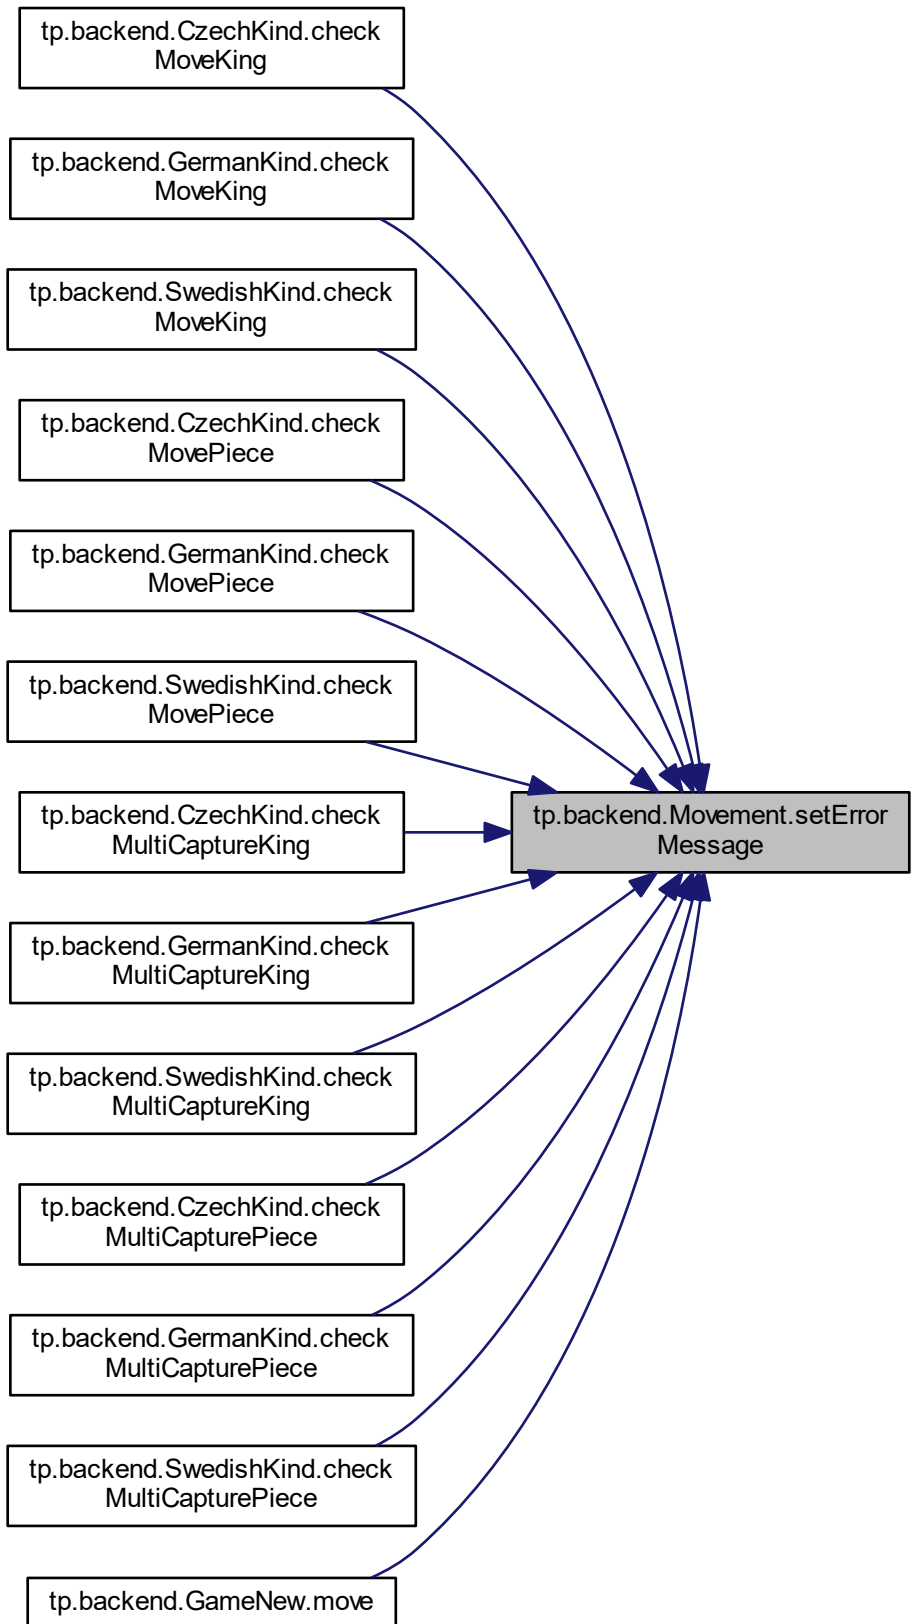 tp.backend.CzechKind.check
MoveKing
tp.backend.GermanKind.check
MoveKing
tp.backend.SwedishKind.check
MoveKing
tp.backend.CzechKind.check
MovePiece
tp.backend.GermanKind.check
MovePiece
tp.backend.SwedishKind.check
MovePiece
tp.backend.CzechKind.check
MultiCaptureKing
tp.backend.Movement.setError
Message
tp.backend.GermanKind.check
MultiCaptureKing
tp.backend.SwedishKind.check
MultiCaptureKing
tp.backend.CzechKind.check
MultiCapturePiece
tp.backend.GermanKind.check
MultiCapturePiece
tp.backend.SwedishKind.check
MultiCapturePiece
tp.backend.GameNew.move